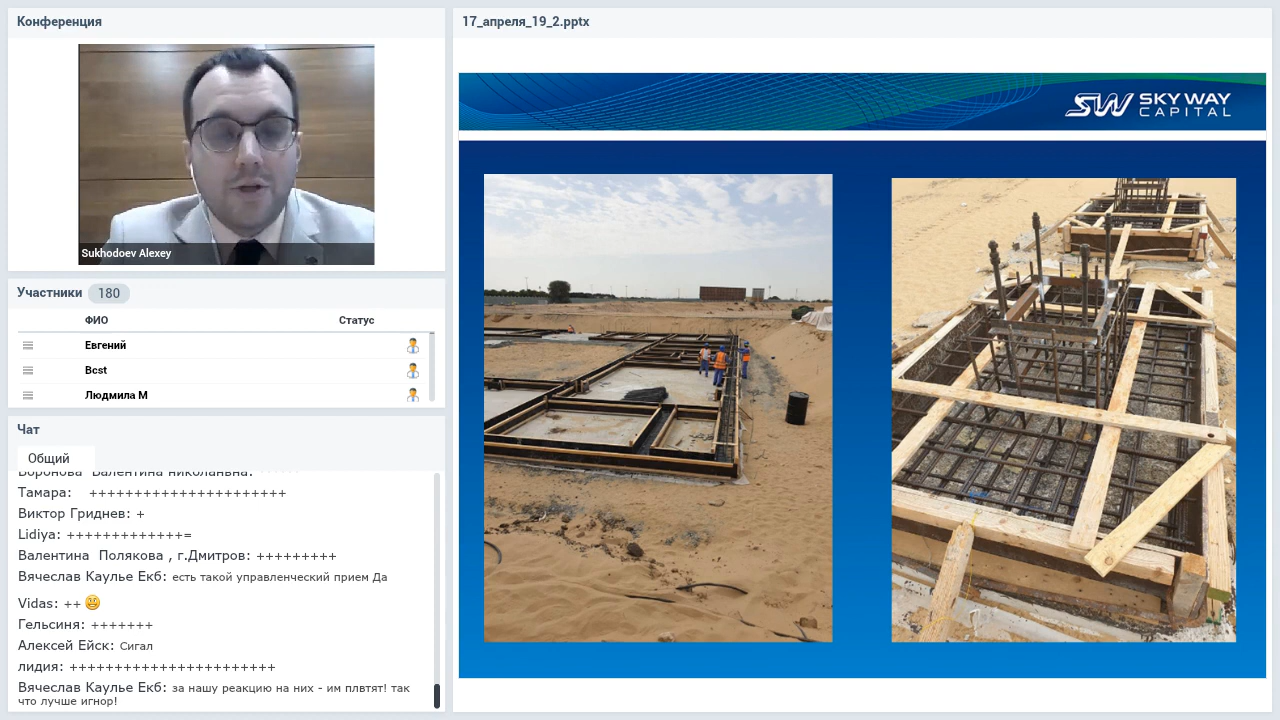 Конференция
Sukhodoev Alexey
Участники 180
ФИО Статус
Евгений
Bcst
Людмила М
Чат
Общий
Тамара: ++++++++++++++++++++++
Виктор Гриднев: +
Lidiya: +++++++++++++=
Валентина Полякова , г.Дмитров: +++++++++
Вячеслав Каулье Екб: есть такой управленческий прием Да
Vidas: ++
Гельсиня: +++++++
Алексей Ейск: Сигал
лидия: +++++++++++++++++++++++
Вячеслав Каулье Екб: за нашу реакцию на них - им плвтят! так
что лучше игнор!
17_апреля_19_2.pptx
SW SKY WAY
CAPITAL